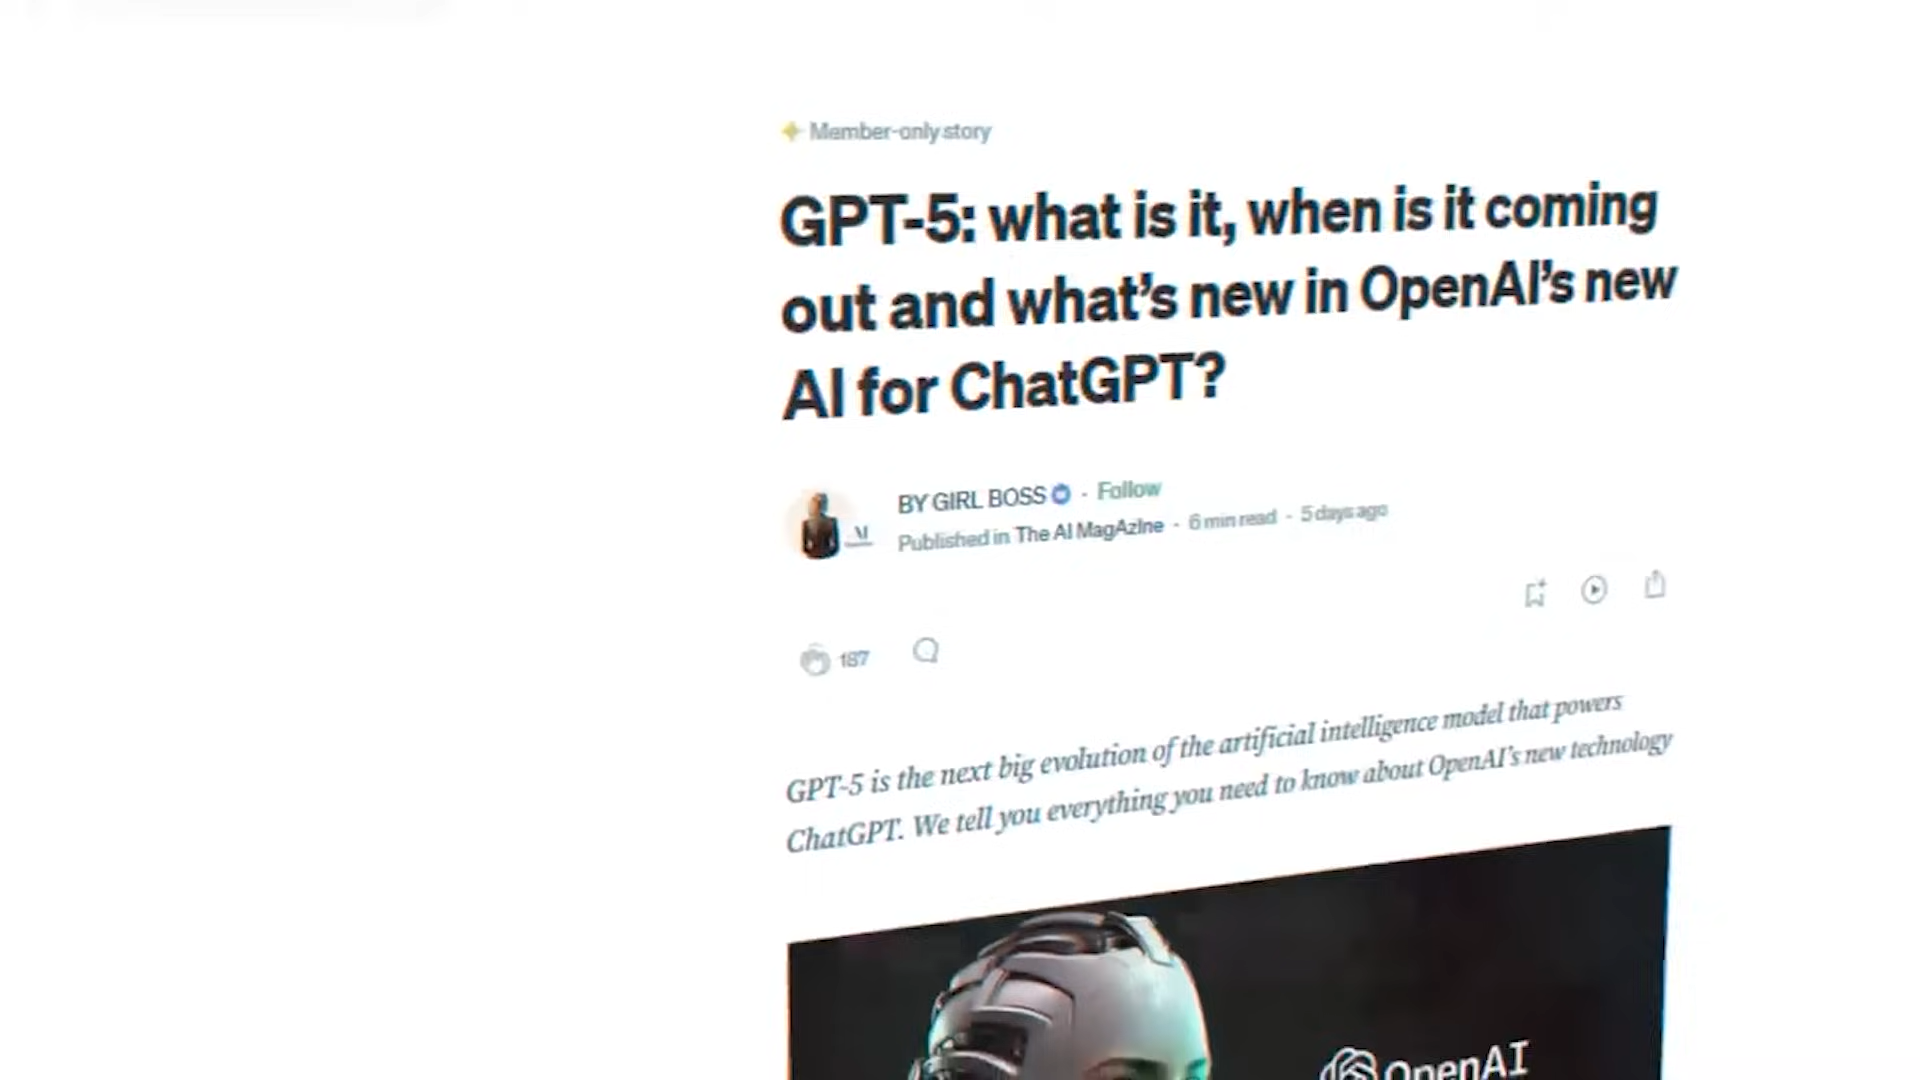 Member-only story
GPT-5: what is it, when is it coming
out and what's new in OpenAI's new
AI for ChatGPT?
BY GIRL BOSS · Follow
Published in The AI MagAzine · 6 min read · 5 days ago
187
GPT-5 is the next big evolution of the artificial intelligence model that powers
ChatGPT. We tell you everything you need to know about OpenAI's new technology
OpenAI